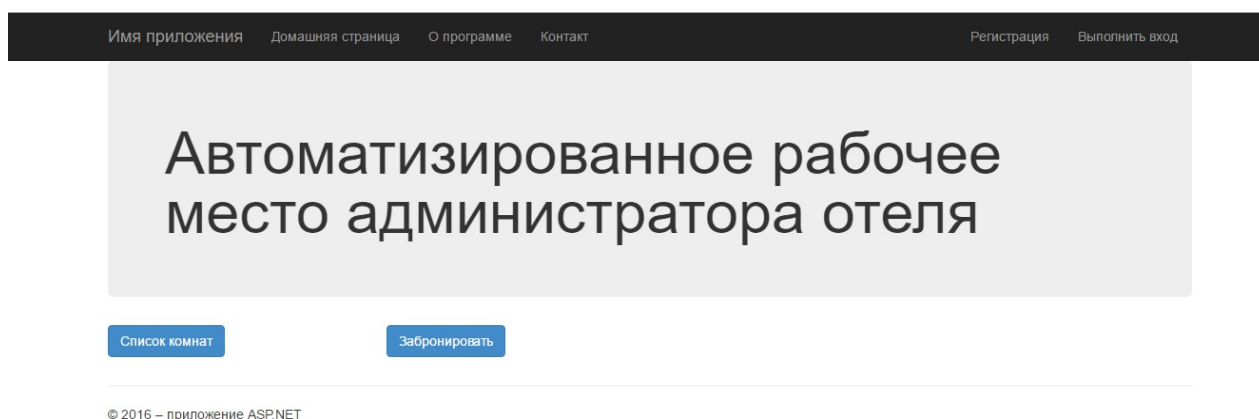 Имя приложения Домашняя страница О программе Контакт Регистрация Выполнить вход
Автоматизированное рабочее
место администратора отеля
Список комнат Забронировать
© 2016 – приложение ASP.NET